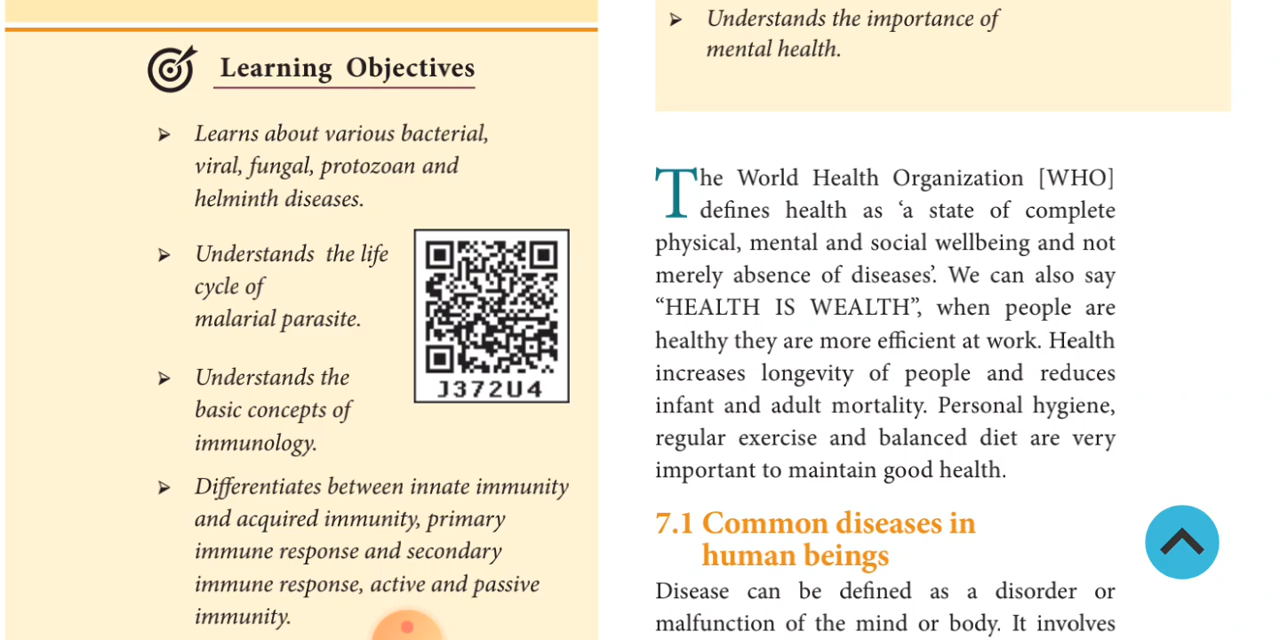 Learning Objectives
➢ Learns about various bacterial,
viral, fungal, protozoan and
helminth diseases.
➢ Understands the life
cycle of
malarial parasite.
J372U4
➢ Understands the
basic concepts of
immunology.
➢ Differentiates between innate immunity
and acquired immunity, primary
immune response and secondary
immune response, active and passive
immunity.
➢ Understands the importance of
mental health.
The World Health Organization [WHO]
defines health as ‘a state of complete
physical, mental and social wellbeing and not
merely absence of diseases’. We can also say
“HEALTH IS WEALTH”, when people are
healthy they are more efficient at work. Health
increases longevity of people and reduces
infant and adult mortality. Personal hygiene,
regular exercise and balanced diet are very
important to maintain good health.
7.1 Common diseases in
human beings
Disease can be defined as a disorder or
malfunction of the mind or body. It involves